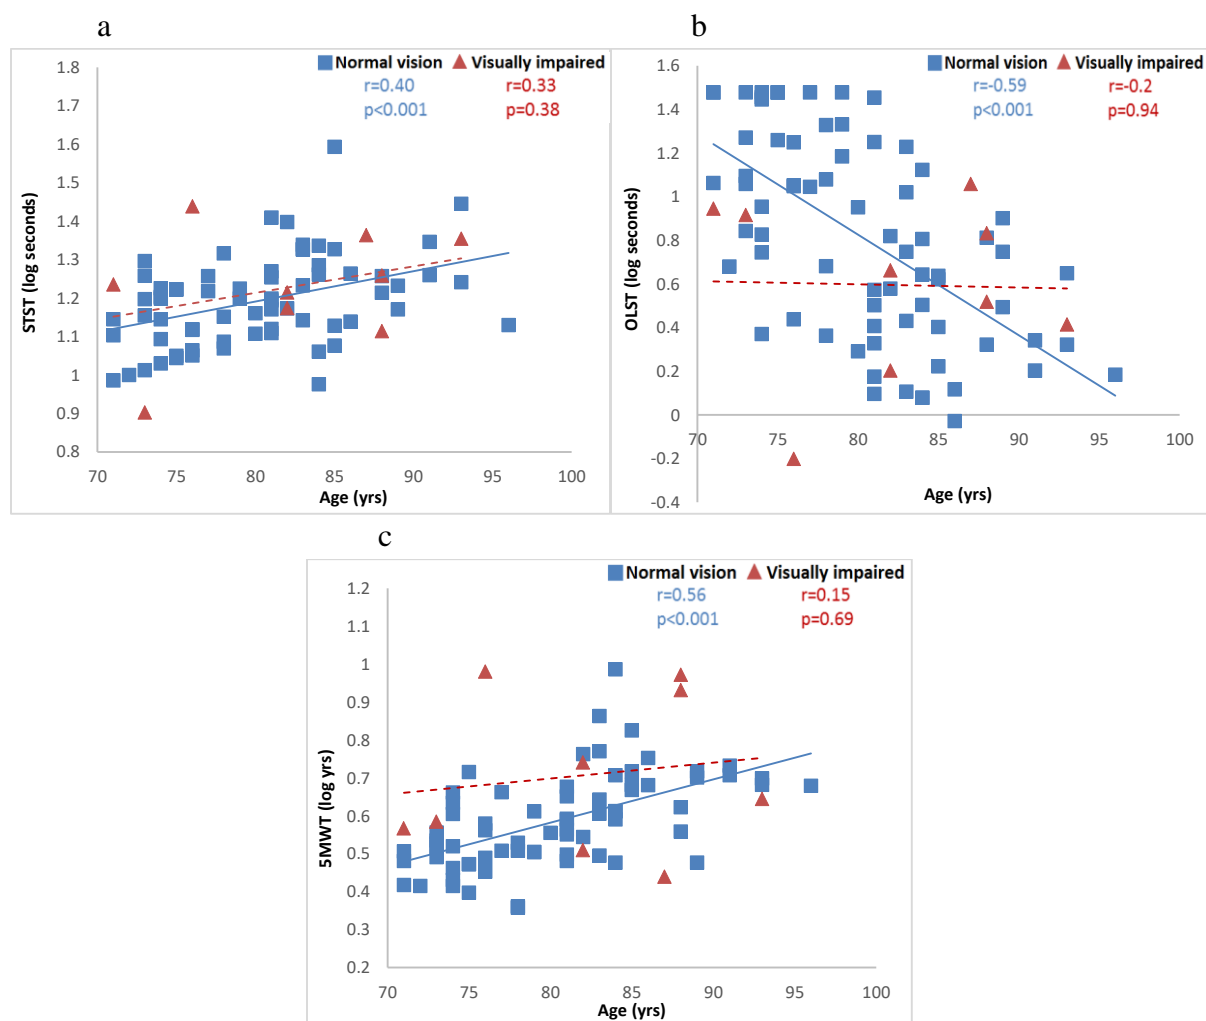 a
Normal vision Visually impaired
r=0.40 r=0.33
p<0.001 p=0.38
1.8
1.7
1.6
1.5
1.4
1.3
1.2
1.1
1
0.9
0.8
STST (log seconds)
70 75 80 85 90 95 100
Age (yrs)
b
Normal vision Visually impaired
r=-0.59 r=-0.2
p<0.001 p=0.94
1.6
1.4
1.2
1
0.8
0.6
0.4
0.2
0
-0.2
-0.4
OLST (log seconds)
70 75 80 85 90 95 100
Age (yrs)
c
Normal vision Visually impaired
r=0.56 r=0.15
p<0.001 p=0.69
1.2
1.1
1
0.9
0.8
0.7
0.6
0.5
0.4
0.3
0.2
5MWT (log yrs)
70 75 80 85 90 95 100
Age (yrs)